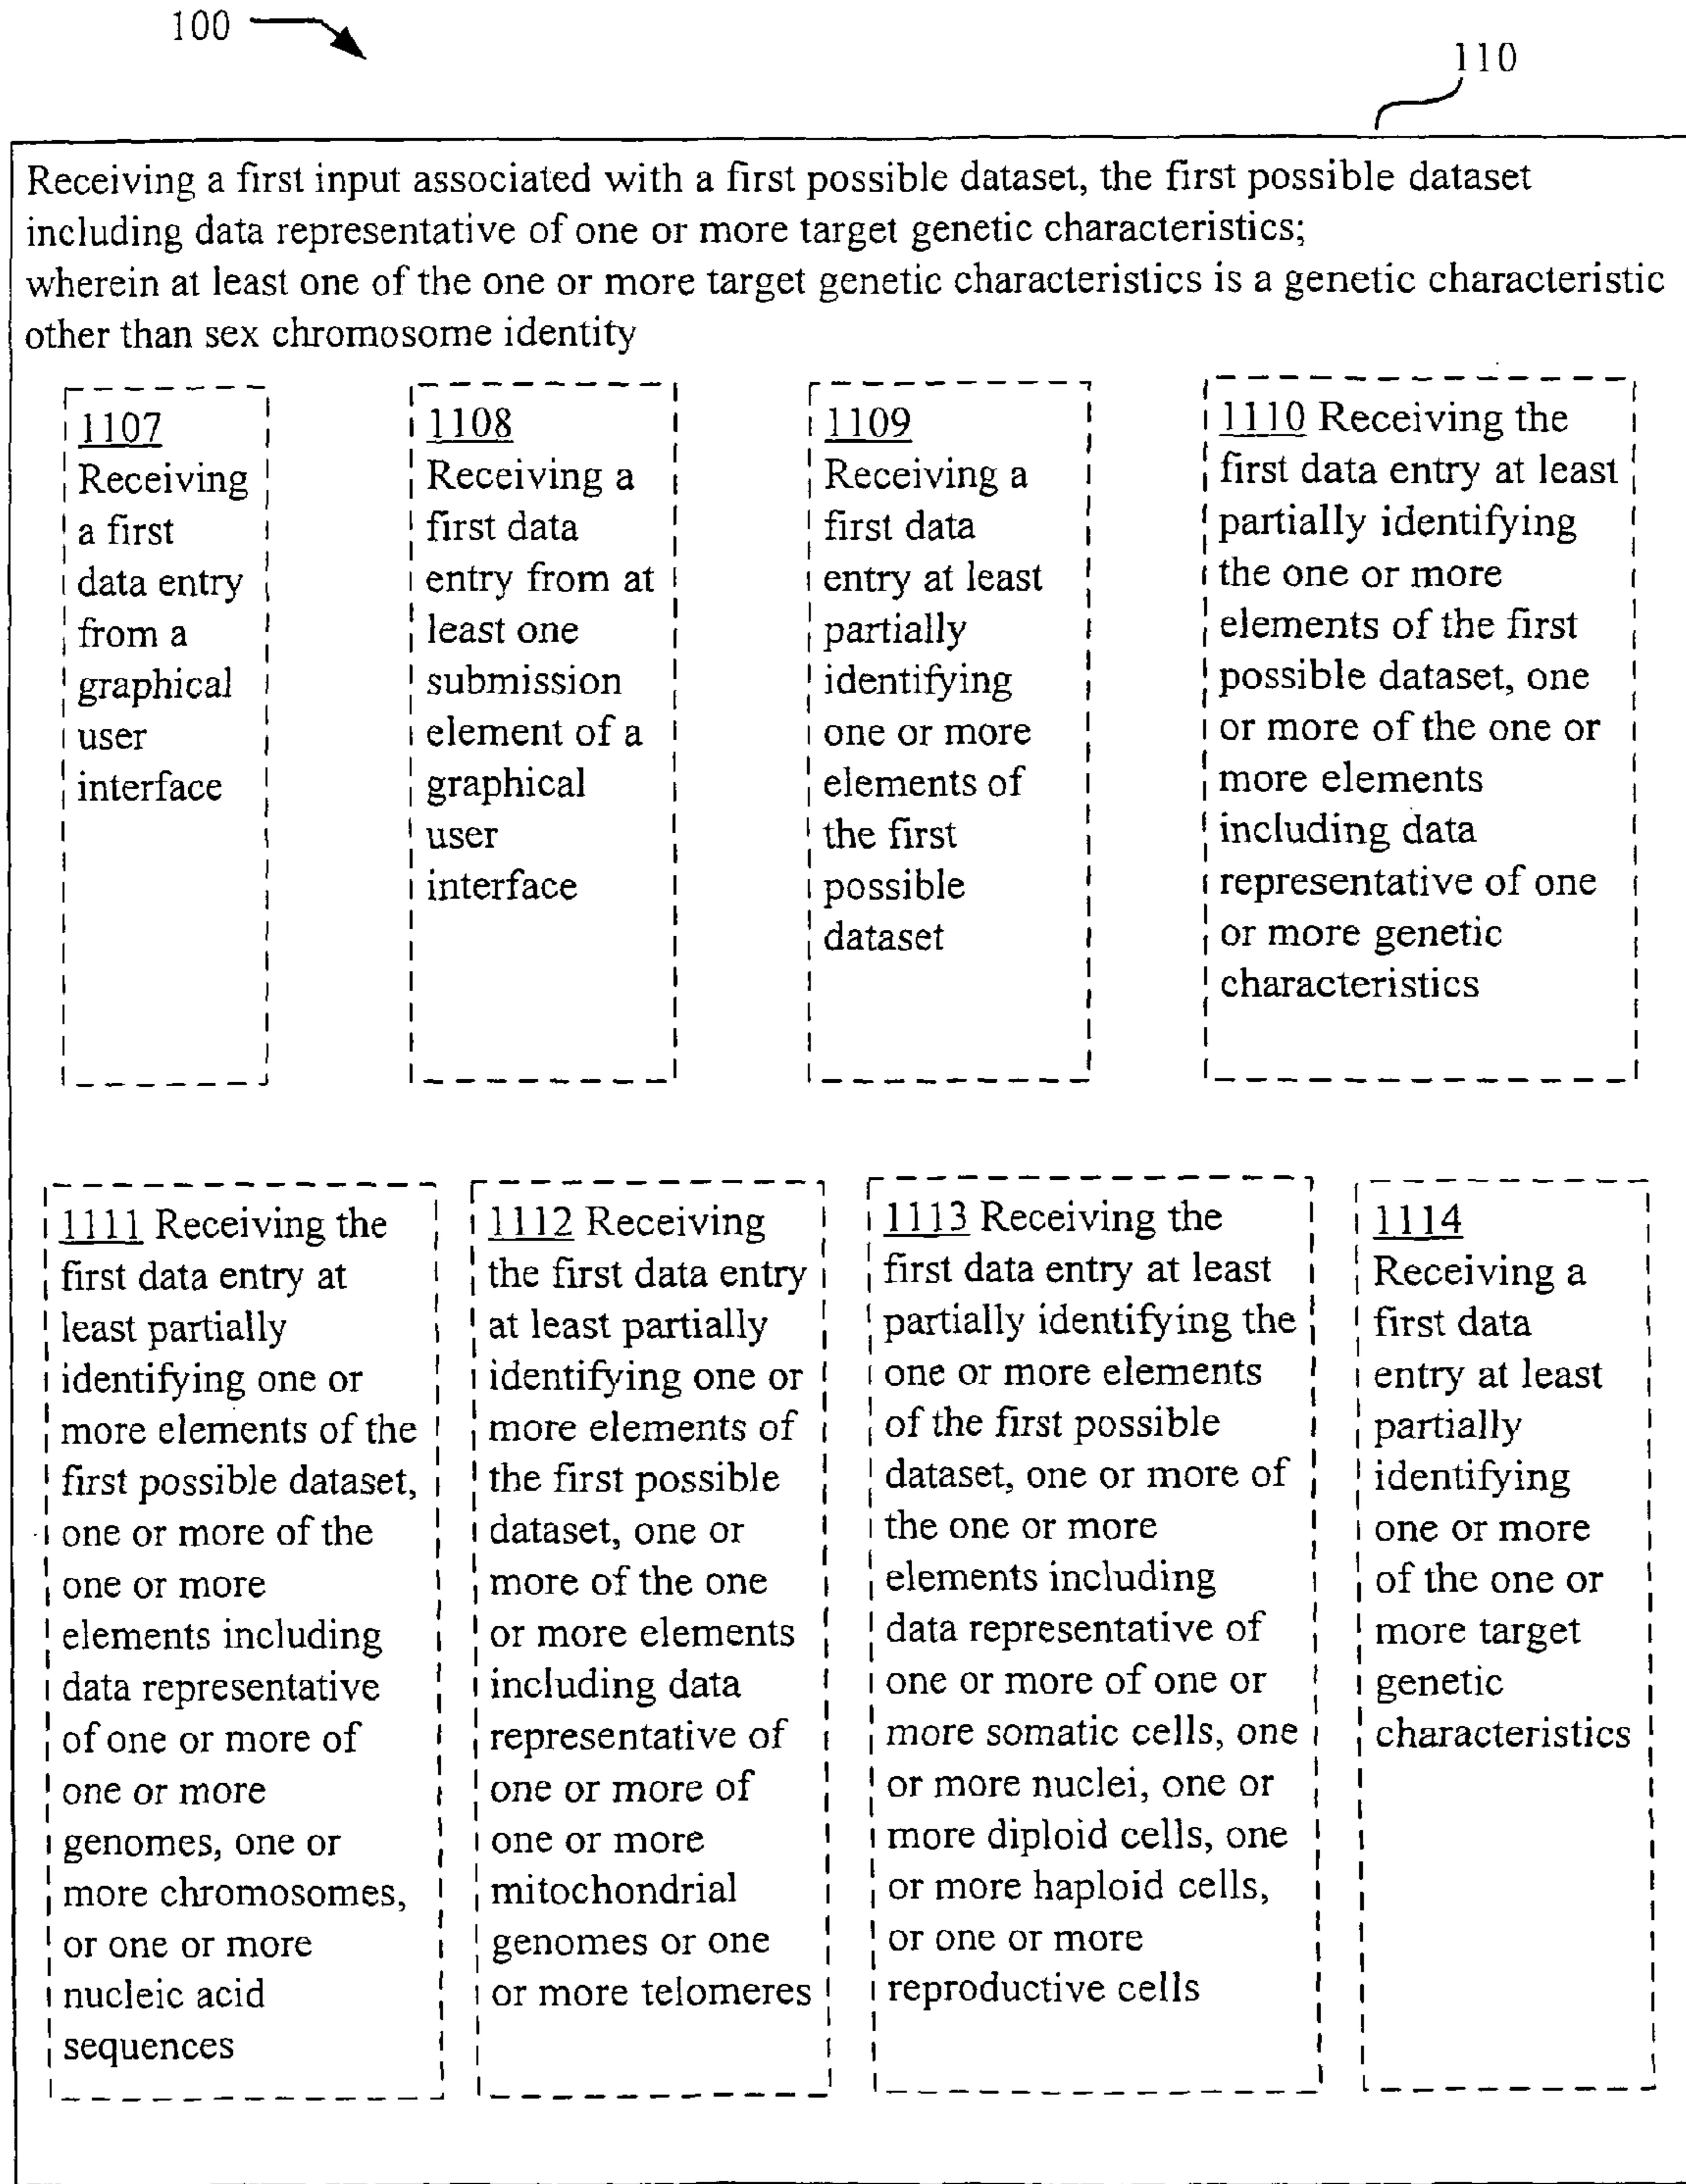 100
110
Receiving a first input associated with a first possible dataset, the first possible dataset
including data representative of one or more target genetic characteristics;
wherein at least one of the one or more target genetic characteristics is a genetic characteristic
other than sex chromosome identity
1107
Receiving
a first
data entry
from a
graphical
user
interface
1108
Receiving a
first data
entry from at
least one
submission
element of a
graphical
user
interface
1109
Receiving a
first data
entry at least
partially
identifying
one or more
elements of
the first
possible
dataset
1110 Receiving the
first data entry at least
partially identifying
the one or more
elements of the first
possible dataset, one
or more of the one or
more elements
including data
representative of one
or more genetic
characteristics
1111 Receiving the
first data entry at
least partially
identifying one or
more elements of the
first possible dataset,
one or more of the
one or more
elements including
data representative
of one or more of
one or more
genomes, one or
more chromosomes,
or one or more
nucleic acid
sequences
1112 Receiving
the first data entry
at least partially
identifying one or
more elements of
the first possible
dataset, one or
more of the one
or more elements
including data
representative of
one or more of
one or more
mitochondrial
genomes or one
or more telomeres
1113 Receiving the
first data entry at least
partially identifying the
one or more elements
of the first possible
dataset, one or more of
the one or more
elements including
data representative of
one or more of one or
more somatic cells, one
or more nuclei, one or
more diploid cells, one
or more haploid cells,
or one or more
reproductive cells
1114
Receiving a
first data
entry at least
partially
identifying
one or more
of the one or
more target
genetic
characteristics